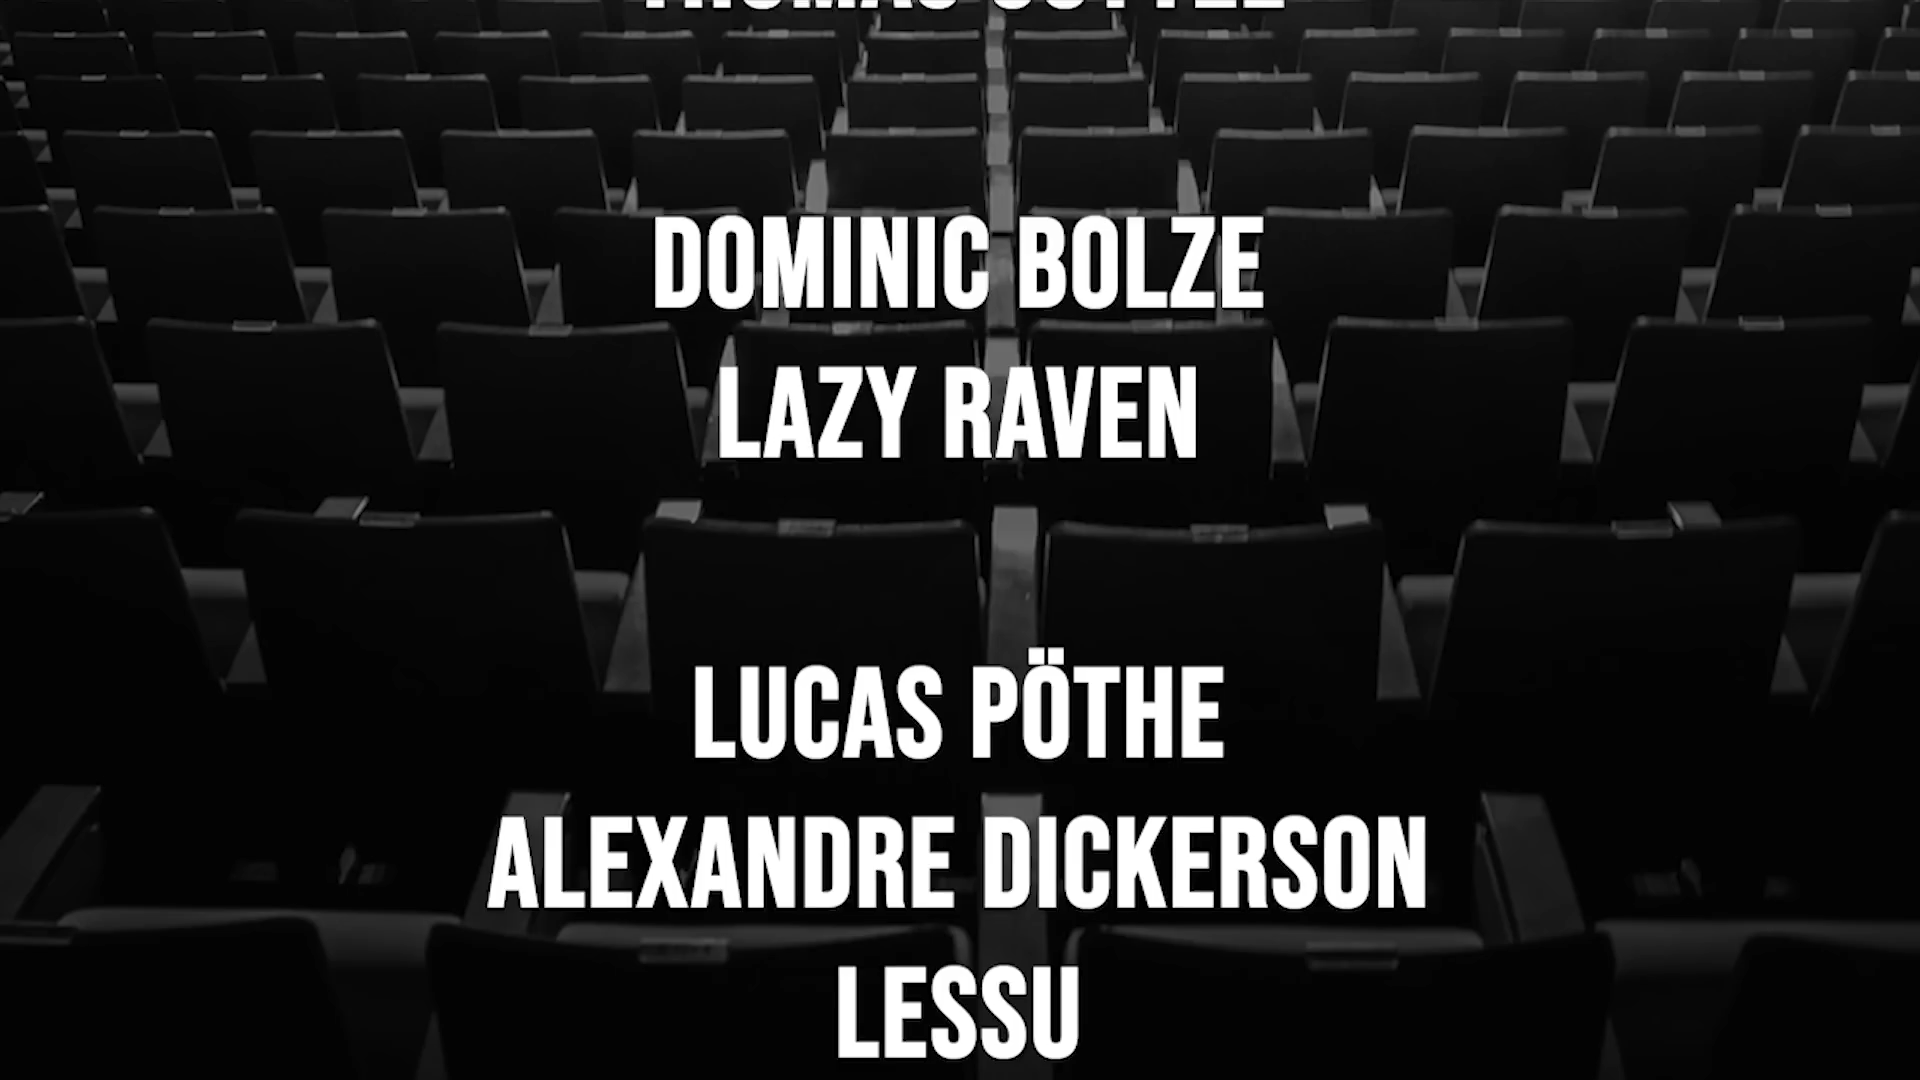 DOMINIC BOLZE
LAZY RAVEN
LUCAS PÖTHE
ALEXANDRE DICKERSON
LESSU